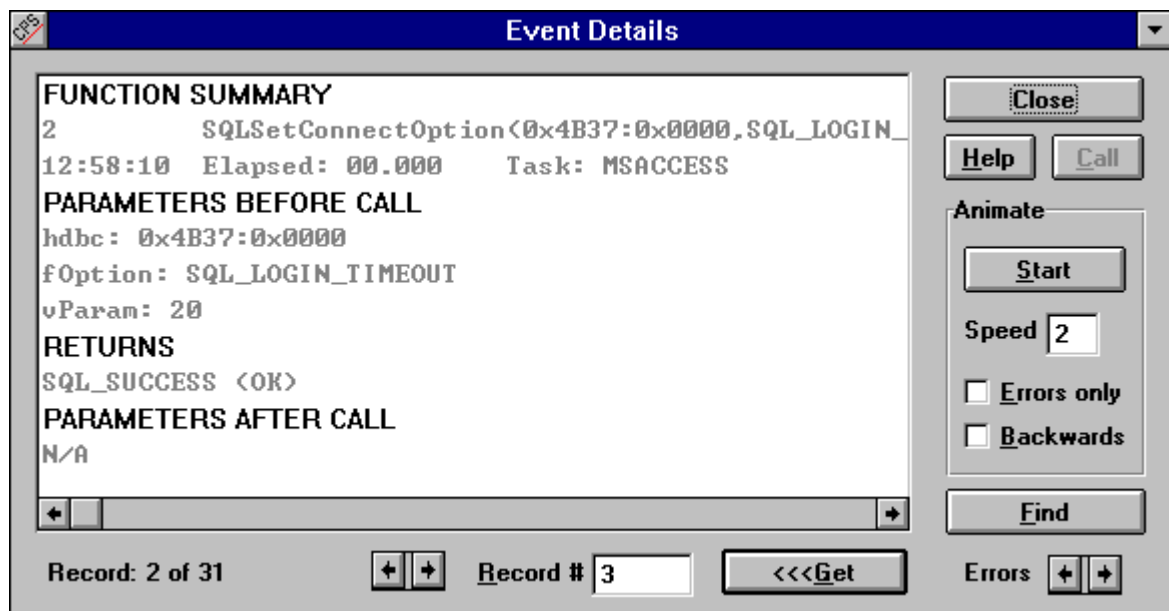 CPS
Event Details
FUNCTION SUMMARY
2 SQLSetConnectOption(0x4B37:0x0000,SQL_LOGIN_
12:58:10 Elapsed: 00.000 Task: MSACCESS
PARAMETERS BEFORE CALL
hdbc: 0x4B37:0x0000
fOption: SQL_LOGIN_TIMEOUT
vParam: 20
RETURNS
SQL_SUCCESS (OK)
PARAMETERS AFTER CALL
N/A
Close
Help Call
Animate
Start
Speed 2
Errors only
Backwards
Find
Record: 2 of 31 Record # 3 <<<Get Errors